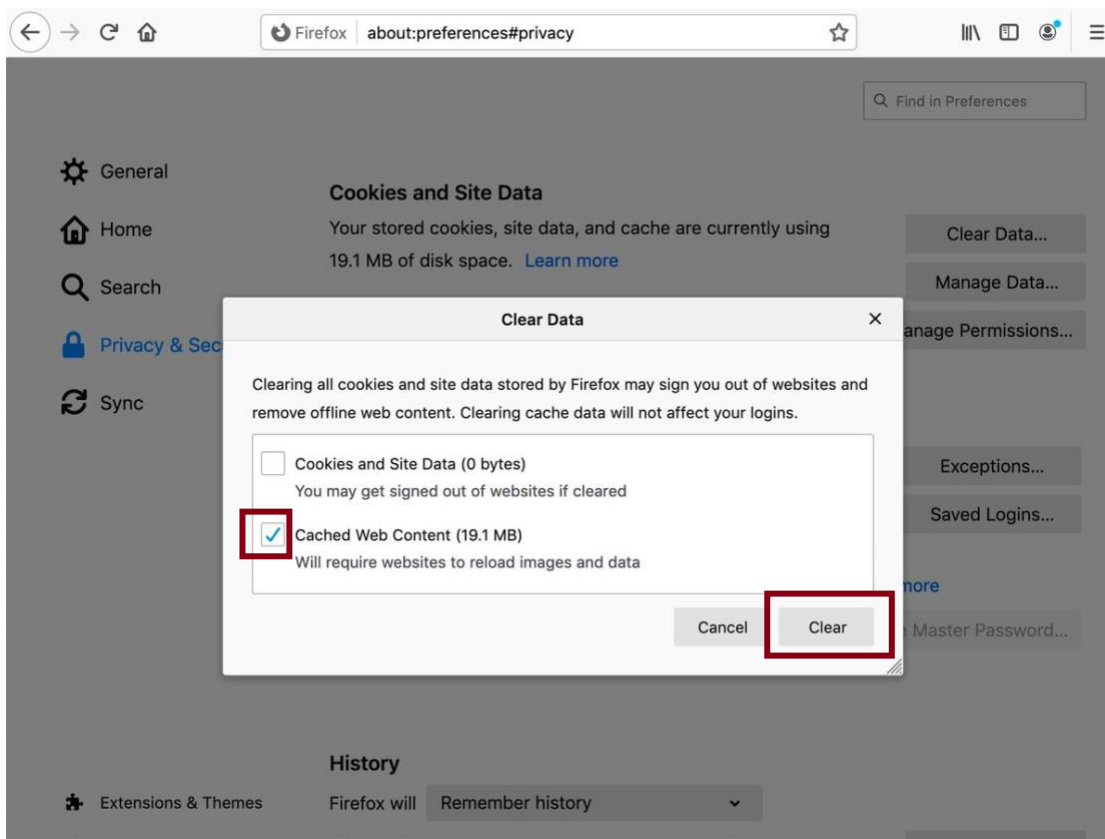 Firefox about:preferences#privacy
Find in Preferences
General
Home
Search
Privacy & Sec
Sync
Extensions & Themes
Cookies and Site Data
Your stored cookies, site data, and cache are currently using
19.1 MB of disk space. Learn more
Clear Data...
Manage Data...
anage Permissions...
Clear Data
Clearing all cookies and site data stored by Firefox may sign you out of websites and
remove offline web content. Clearing cache data will not affect your logins.
Cookies and Site Data (0 bytes)
You may get signed out of websites if cleared
Cached Web Content (19.1 MB)
Will require websites to reload images and data
Cancel Clear
Exceptions...
Saved Logins...
more
Master Password...
History
Firefox will Remember history